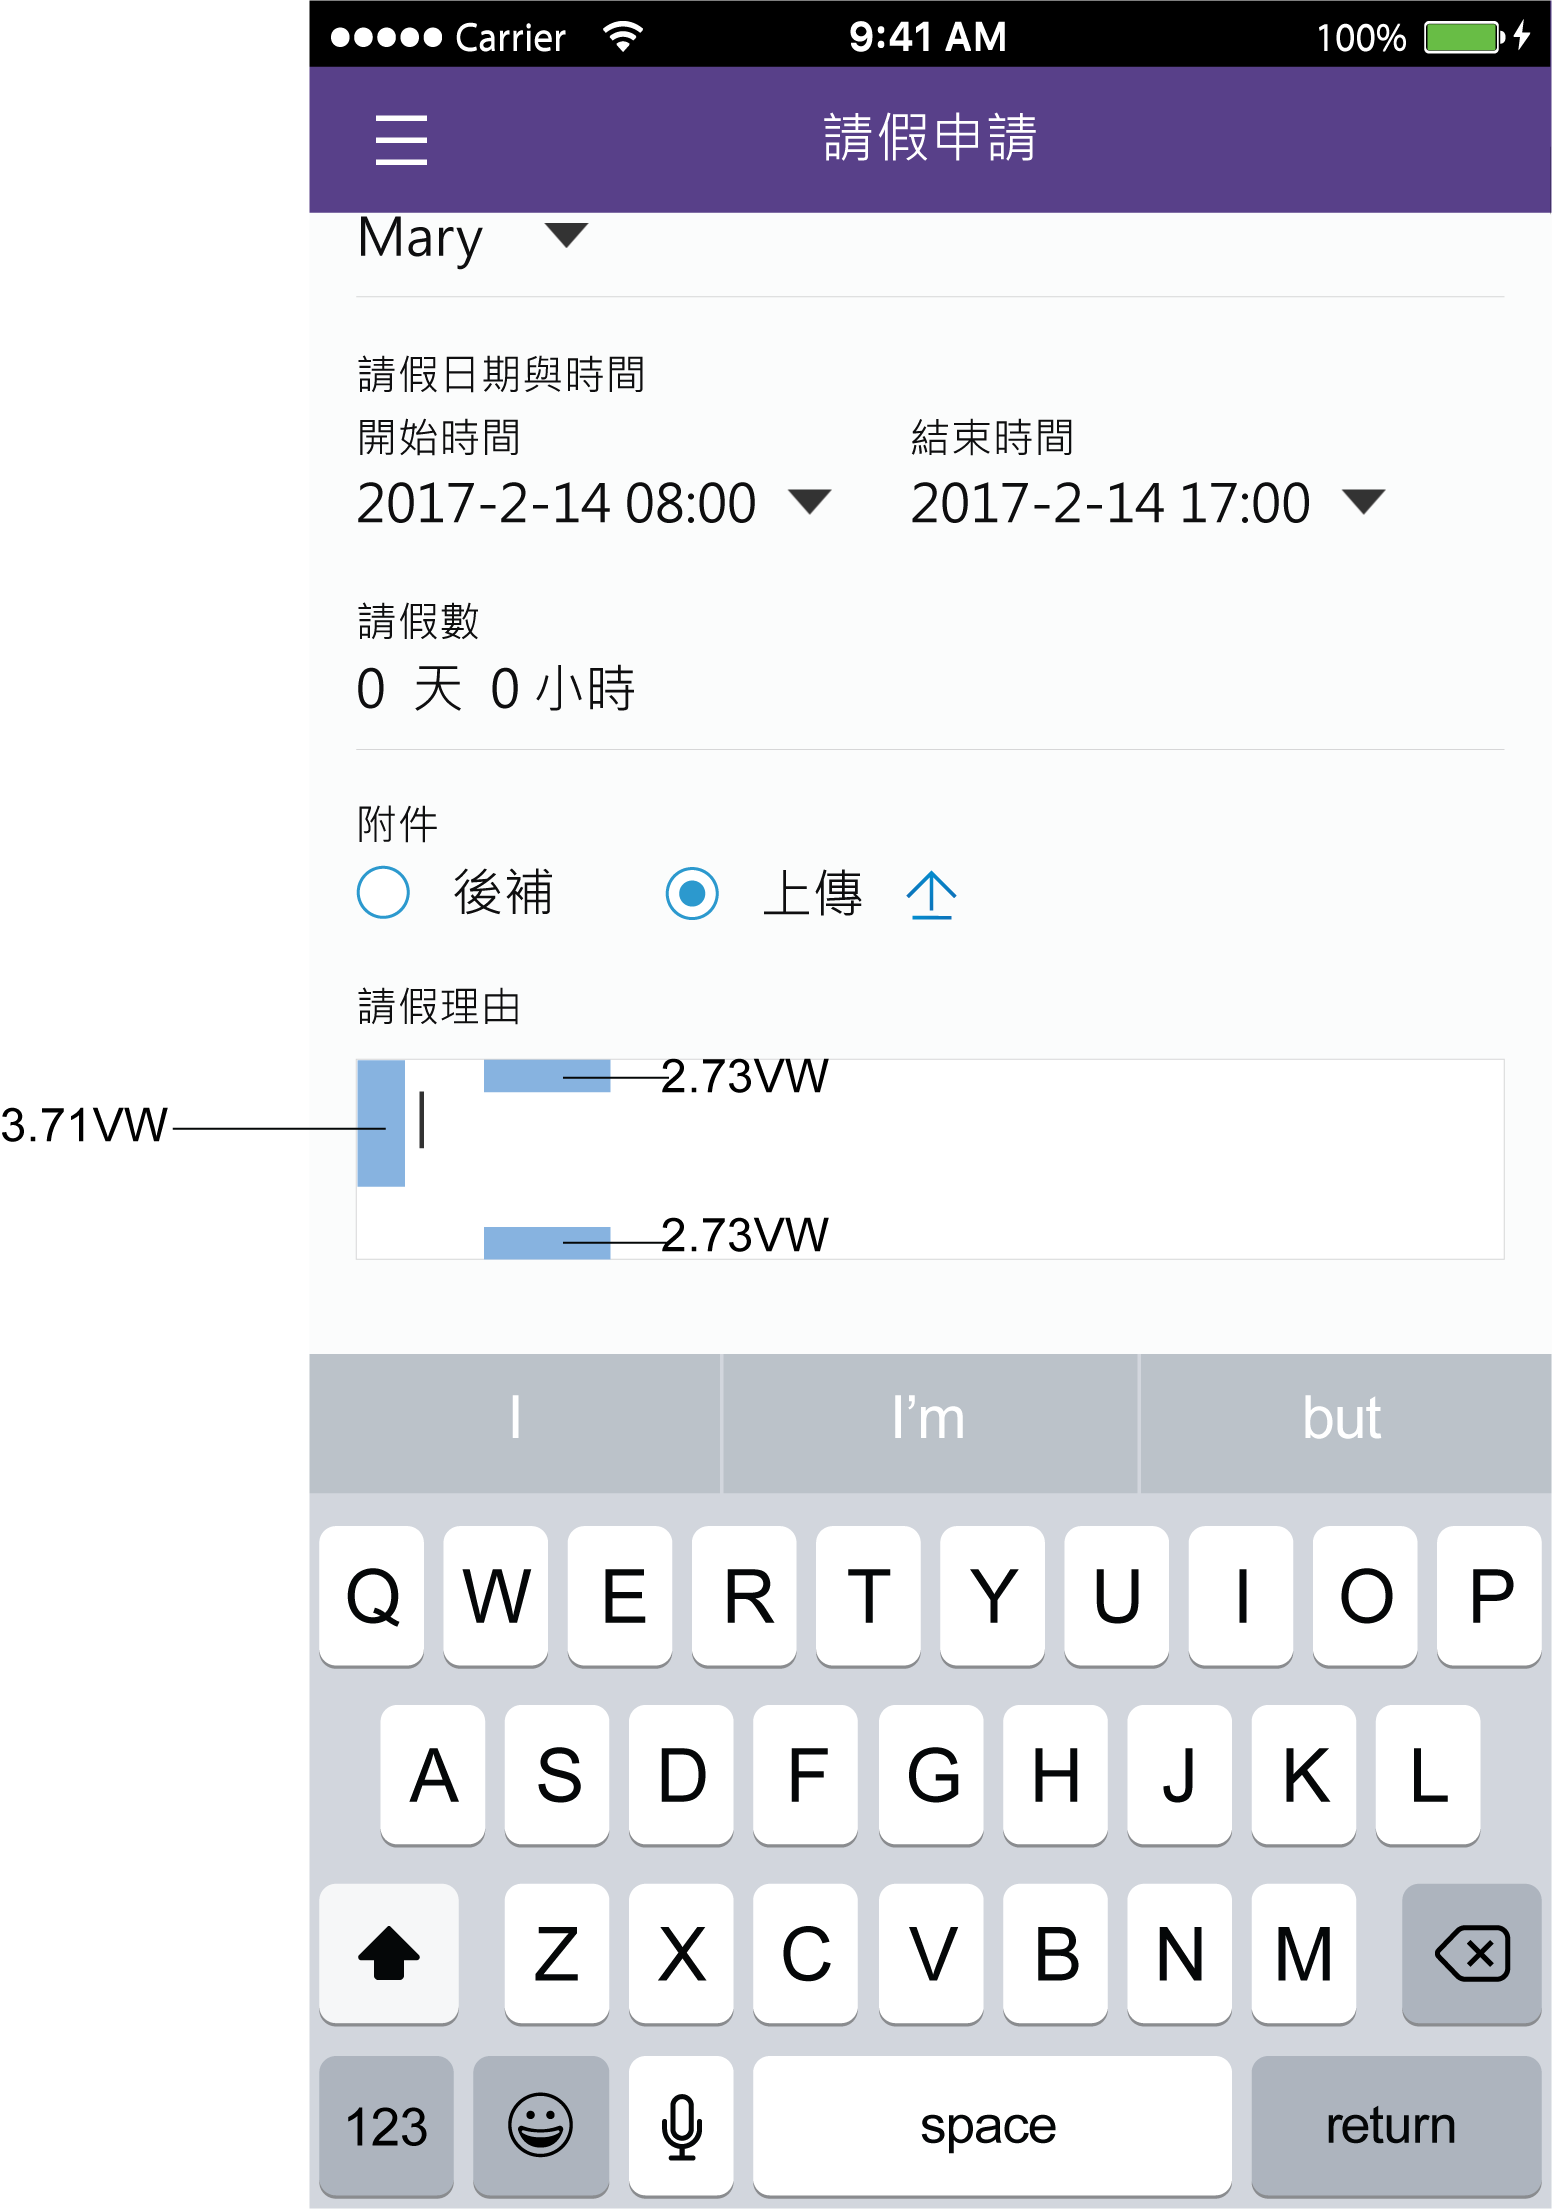 Carrier 9:41 AM 100%
請假申請
Mary
請假日期與時間
開始時間 結束時間
2017-2-14 08:00 2017-2-14 17:00
請假數
0 天 0 小時
附件
後補 上傳
請假理由
2.73VW
3.71VW
2.73VW
I I’m but
Q W E R T Y U I O P
A S D F G H J K L
Z X C V B N M
123 space return